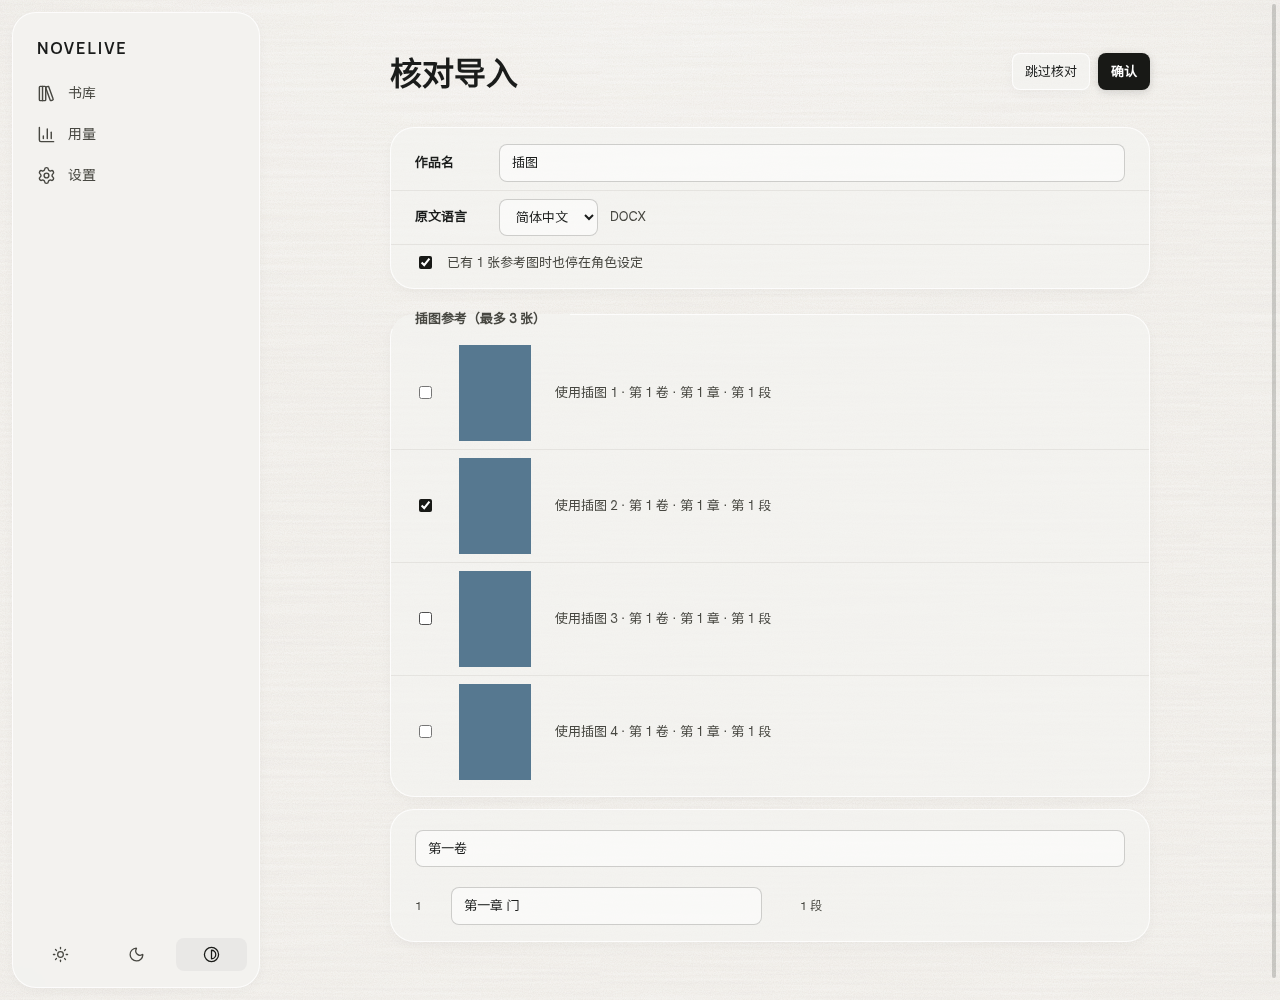 NOVELIVE
书库
用量
设置
核对导入
跳过核对
确认
作品名
插图
原文语言
简体中文
DOCX
已有 1 张参考图时也停在角色设定
插图参考（最多 3 张）
使用插图 1 · 第 1 卷 · 第 1 章 · 第 1 段
使用插图 2 · 第 1 卷 · 第 1 章 · 第 1 段
使用插图 3 · 第 1 卷 · 第 1 章 · 第 1 段
使用插图 4 · 第 1 卷 · 第 1 章 · 第 1 段
第一卷
1
第一章 门
1 段